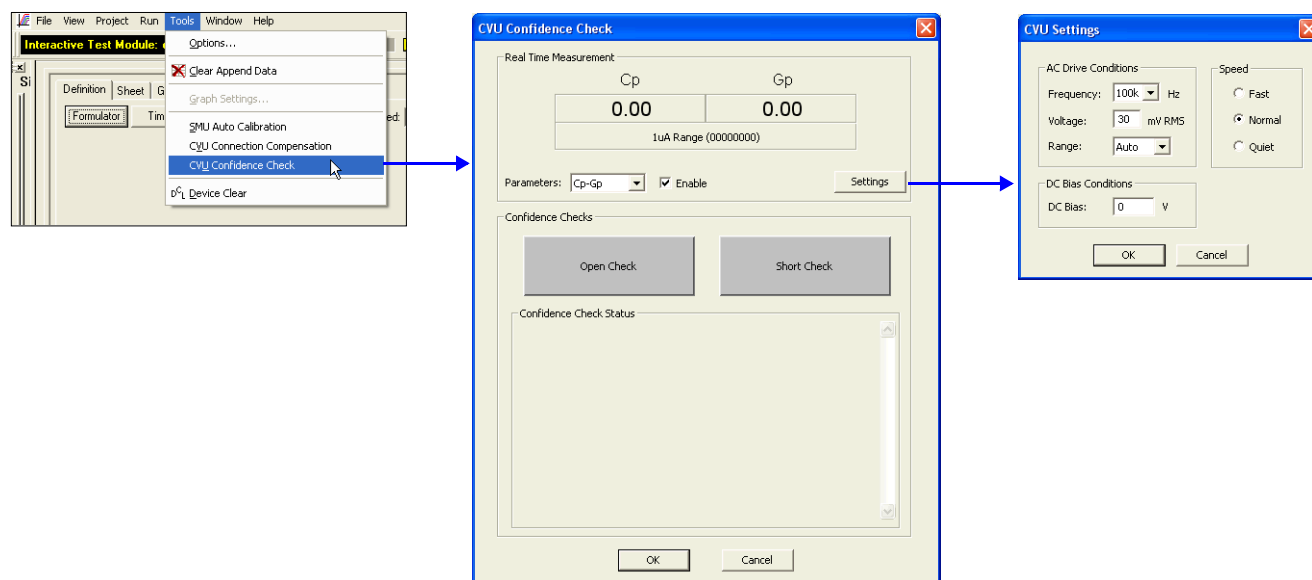 File View Project Run Tools Window Help
Interactive Test Module:
Options...
Clear Append Data
Graph Settings...
SMU Auto Calibration
CVU Connection Compensation
CVU Confidence Check
Device Clear
Si
Definition Sheet G
Formulator Tim ed:
CVU Confidence Check
Real Time Measurement
Cp Gp
0.00 0.00
1uA Range (00000000)
Parameters: Cp-Gp Enable Settings
Confidence Checks
Open Check Short Check
Confidence Check Status
OK Cancel
CVU Settings
AC Drive Conditions
Frequency: 100k Hz
Voltage: 30 mV RMS
Range: Auto
Speed
Fast
Normal
Quiet
DC Bias Conditions
DC Bias: 0 V
OK Cancel